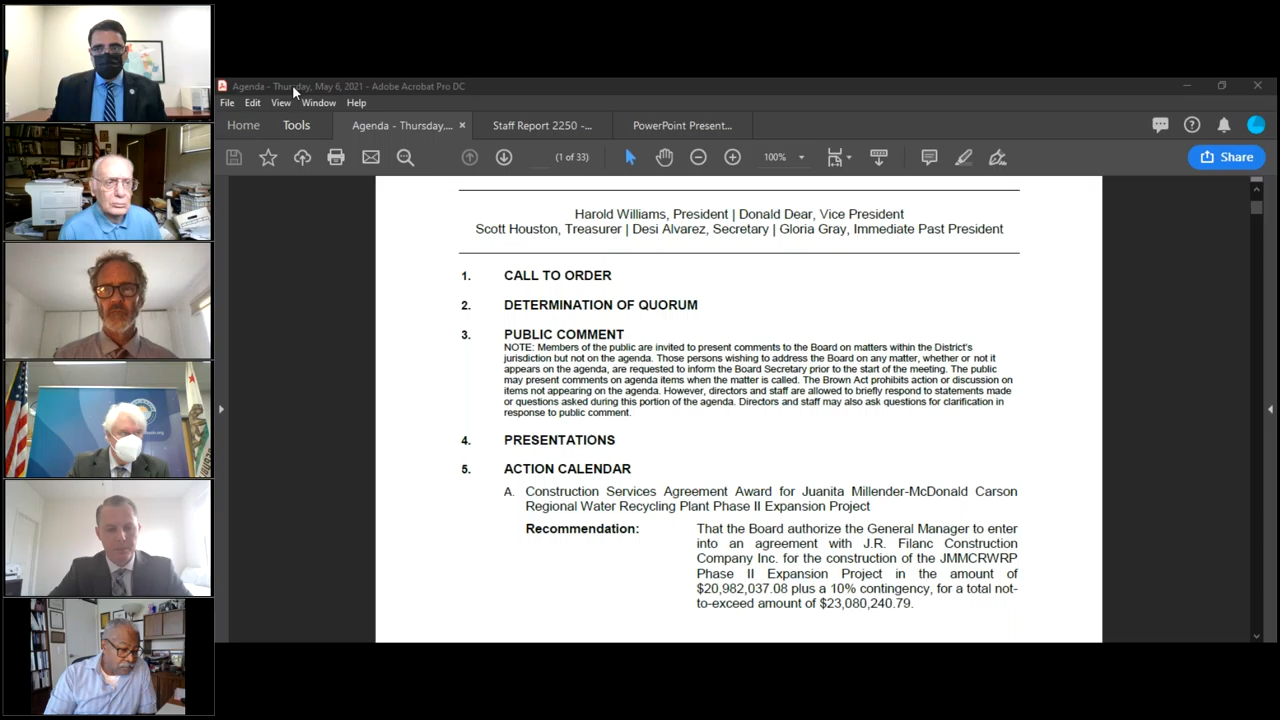 Agenda - Thursday, May 6, 2021 - Adobe Acrobat Pro DC
File Edit View Window Help
Home Tools Agenda - Thursday,... × Staff Report 2250 -... PowerPoint Present...
(1 of 33) 100% Share
Harold Williams, President | Donald Dear, Vice President
Scott Houston, Treasurer | Desi Alvarez, Secretary | Gloria Gray, Immediate Past President
1. CALL TO ORDER
2. DETERMINATION OF QUORUM
3. PUBLIC COMMENT
NOTE: Members of the public are invited to present comments to the Board on matters within the District's
jurisdiction but not on the agenda. Those persons wishing to address the Board on any matter, whether or not it
appears on the agenda, are requested to inform the Board Secretary prior to the start of the meeting. The public
may present comments on agenda items when the matter is called. The Brown Act prohibits action or discussion on
items not appearing on the agenda. However, directors and staff are allowed to briefly respond to statements made
or questions asked during this portion of the agenda. Directors and staff may also ask questions for clarification in
response to public comment.
4. PRESENTATIONS
5. ACTION CALENDAR
A. Construction Services Agreement Award for Juanita Millender-McDonald Carson
Regional Water Recycling Plant Phase II Expansion Project
Recommendation: That the Board authorize the General Manager to enter
into an agreement with J.R. Filanc Construction
Company Inc. for the construction of the JMMCRWRP
Phase II Expansion Project in the amount of
$20,982,037.08 plus a 10% contingency, for a total not-
to-exceed amount of $23,080,240.79.